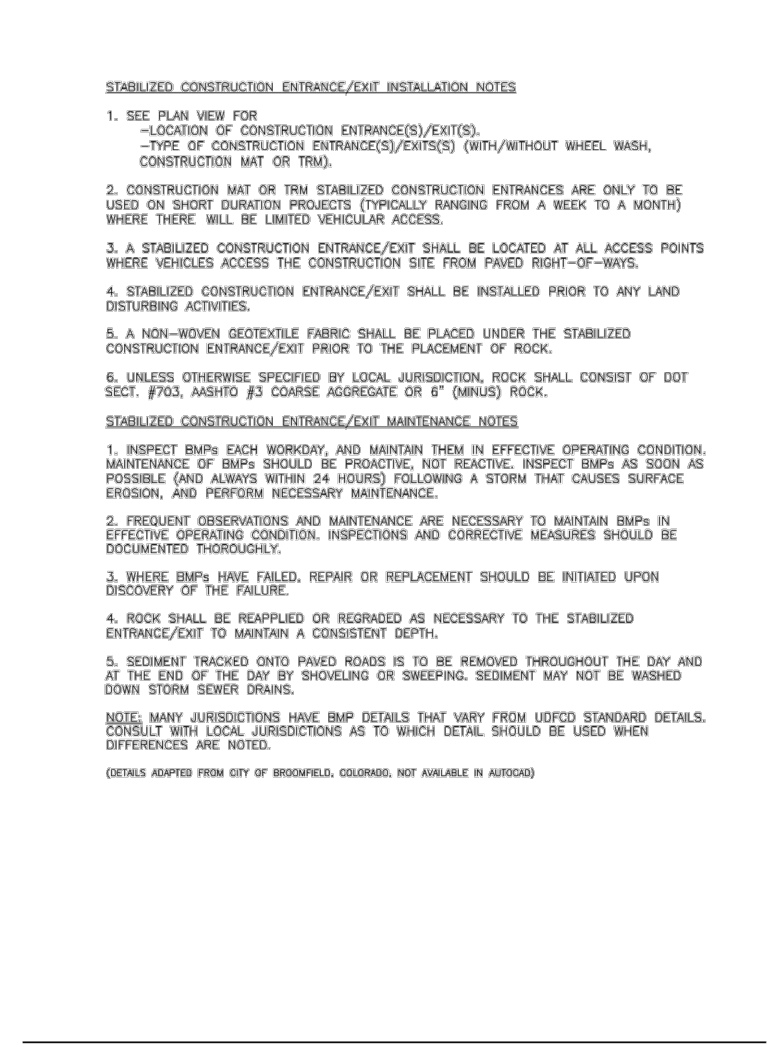 STABILIZED CONSTRUCTION ENTRANCE/EXIT INSTALLATION NOTES
1. SEE PLAN VIEW FOR
–LOCATION OF CONSTRUCTION ENTRANCE(S)/EXIT(S).
–TYPE OF CONSTRUCTION ENTRANCE(S)/EXITS(S) (WITH/WITHOUT WHEEL WASH,
CONSTRUCTION MAT OR TRM).
2. CONSTRUCTION MAT OR TRM STABILIZED CONSTRUCTION ENTRANCES ARE ONLY TO BE
USED ON SHORT DURATION PROJECTS (TYPICALLY RANGING FROM A WEEK TO A MONTH)
WHERE THERE WILL BE LIMITED VEHICULAR ACCESS.
3. A STABILIZED CONSTRUCTION ENTRANCE/EXIT SHALL BE LOCATED AT ALL ACCESS POINTS
WHERE VEHICLES ACCESS THE CONSTRUCTION SITE FROM PAVED RIGHT–OF–WAYS.
4. STABILIZED CONSTRUCTION ENTRANCE/EXIT SHALL BE INSTALLED PRIOR TO ANY LAND
DISTURBING ACTIVITIES.
5. A NON–WOVEN GEOTEXTILE FABRIC SHALL BE PLACED UNDER THE STABILIZED
CONSTRUCTION ENTRANCE/EXIT PRIOR TO THE PLACEMENT OF ROCK.
6. UNLESS OTHERWISE SPECIFIED BY LOCAL JURISDICTION, ROCK SHALL CONSIST OF DOT
SECT. #703, AASHTO #3 COARSE AGGREGATE OR 6" (MINUS) ROCK.
STABILIZED CONSTRUCTION ENTRANCE/EXIT MAINTENANCE NOTES
1. INSPECT BMPs EACH WORKDAY, AND MAINTAIN THEM IN EFFECTIVE OPERATING CONDITION.
MAINTENANCE OF BMPs SHOULD BE PROACTIVE, NOT REACTIVE. INSPECT BMPs AS SOON AS
POSSIBLE (AND ALWAYS WITHIN 24 HOURS) FOLLOWING A STORM THAT CAUSES SURFACE
EROSION, AND PERFORM NECESSARY MAINTENANCE.
2. FREQUENT OBSERVATIONS AND MAINTENANCE ARE NECESSARY TO MAINTAIN BMPs IN
EFFECTIVE OPERATING CONDITION. INSPECTIONS AND CORRECTIVE MEASURES SHOULD BE
DOCUMENTED THOROUGHLY.
3. WHERE BMPs HAVE FAILED, REPAIR OR REPLACEMENT SHOULD BE INITIATED UPON
DISCOVERY OF THE FAILURE.
4. ROCK SHALL BE REAPPLIED OR REGRADED AS NECESSARY TO THE STABILIZED
ENTRANCE/EXIT TO MAINTAIN A CONSISTENT DEPTH.
5. SEDIMENT TRACKED ONTO PAVED ROADS IS TO BE REMOVED THROUGHOUT THE DAY AND
AT THE END OF THE DAY BY SHOVELING OR SWEEPING. SEDIMENT MAY NOT BE WASHED
DOWN STORM SEWER DRAINS.
NOTE: MANY JURISDICTIONS HAVE BMP DETAILS THAT VARY FROM UDFCD STANDARD DETAILS.
CONSULT WITH LOCAL JURISDICTIONS AS TO WHICH DETAIL SHOULD BE USED WHEN
DIFFERENCES ARE NOTED.
(DETAILS ADAPTED FROM CITY OF BROOMFIELD, COLORADO, NOT AVAILABLE IN AUTOCAD)